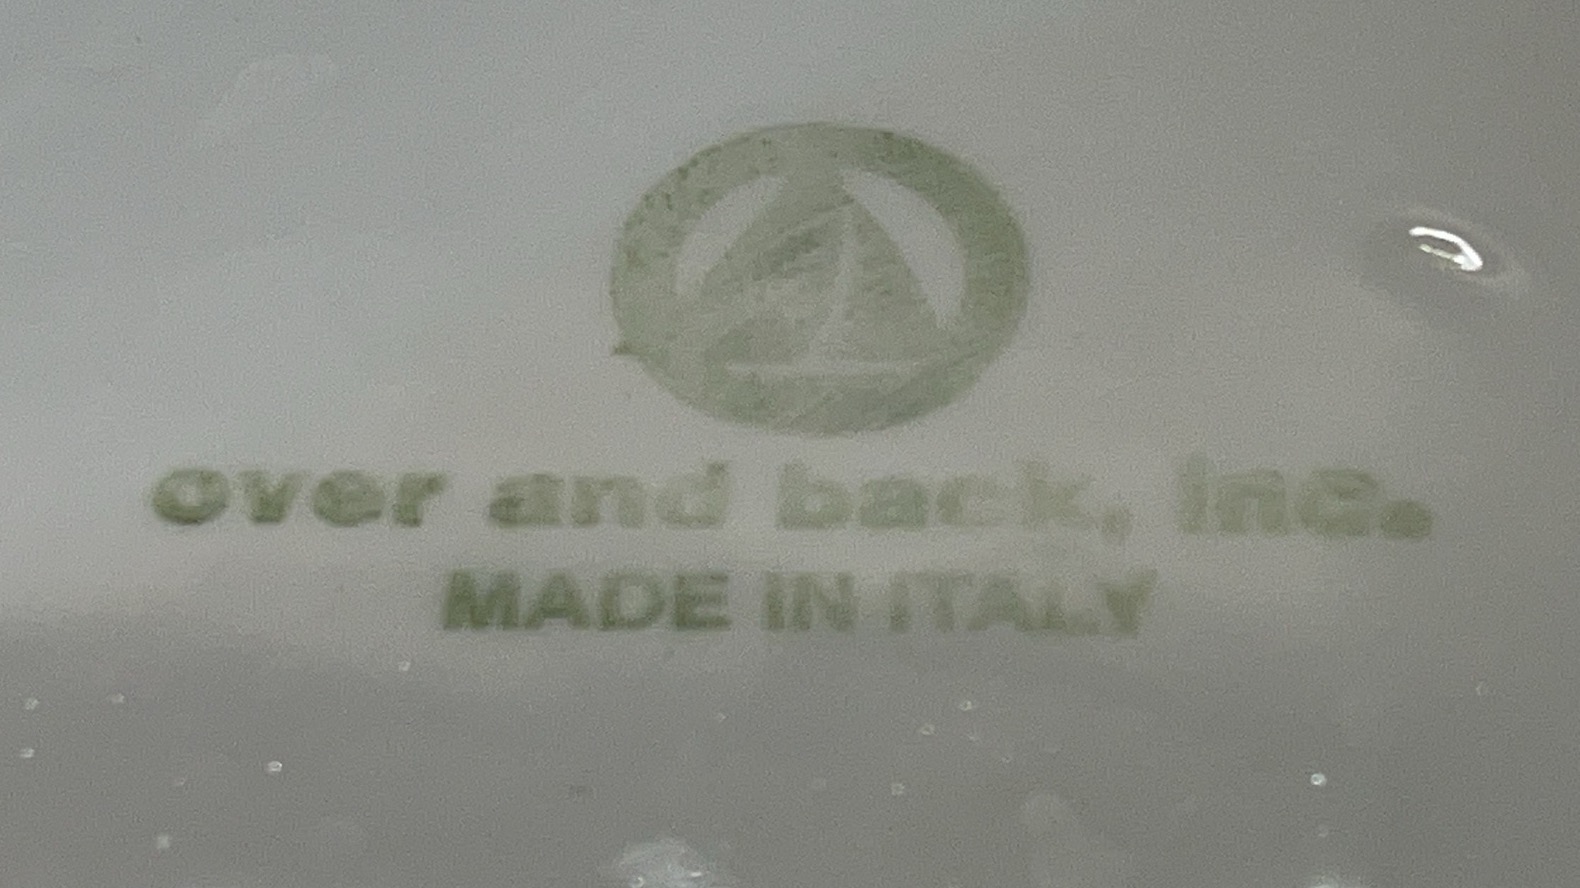 over and back, inc.
MADE IN ITALY